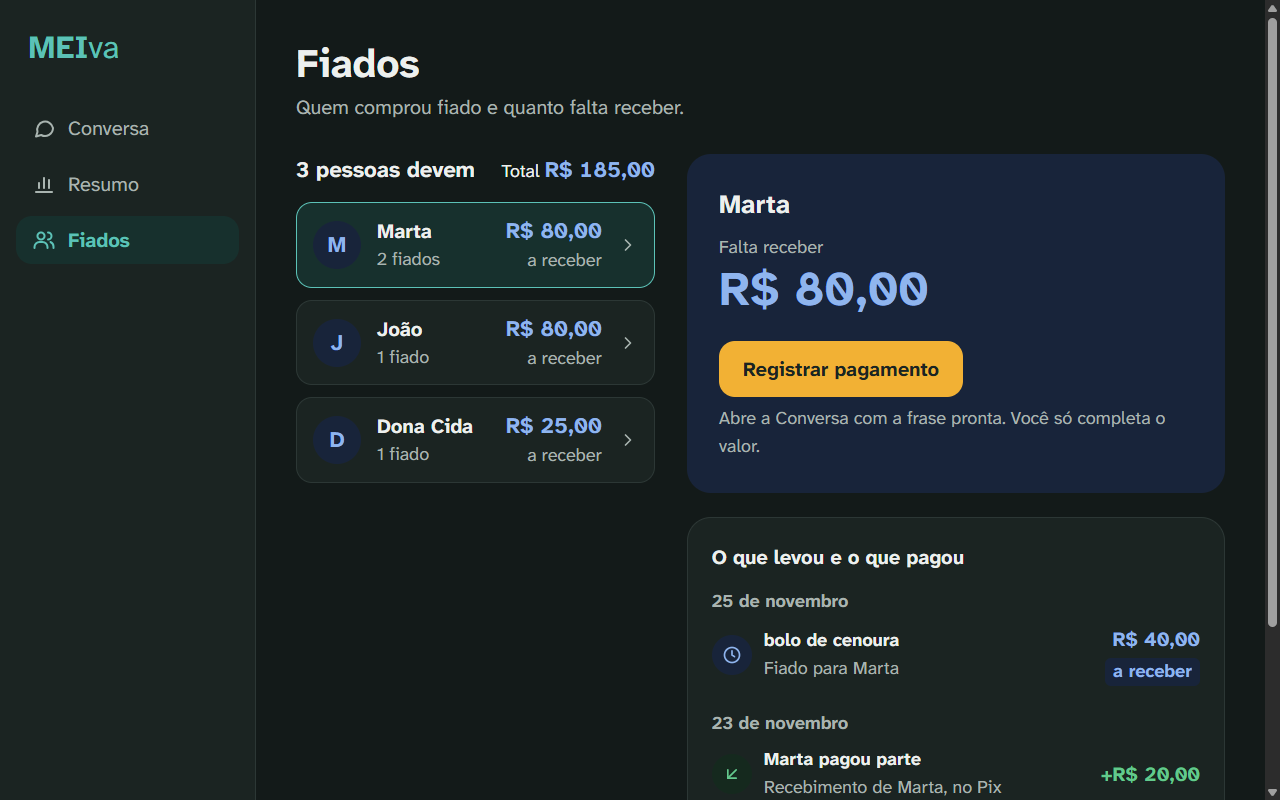 MEIva
Conversa
Resumo
Fiados
Fiados
Quem comprou fiado e quanto falta receber.
3 pessoas devem
Total R$ 185,00
M
Marta
2 fiados
R$ 80,00
a receber
J
João
1 fiado
R$ 80,00
a receber
D
Dona Cida
1 fiado
R$ 25,00
a receber
Marta
Falta receber
R$ 80,00
Registrar pagamento
Abre a Conversa com a frase pronta. Você só completa o
valor.
O que levou e o que pagou
25 de novembro
bolo de cenoura
Fiado para Marta
R$ 40,00
a receber
23 de novembro
Marta pagou parte
Recebimento de Marta, no Pix
+R$ 20,00